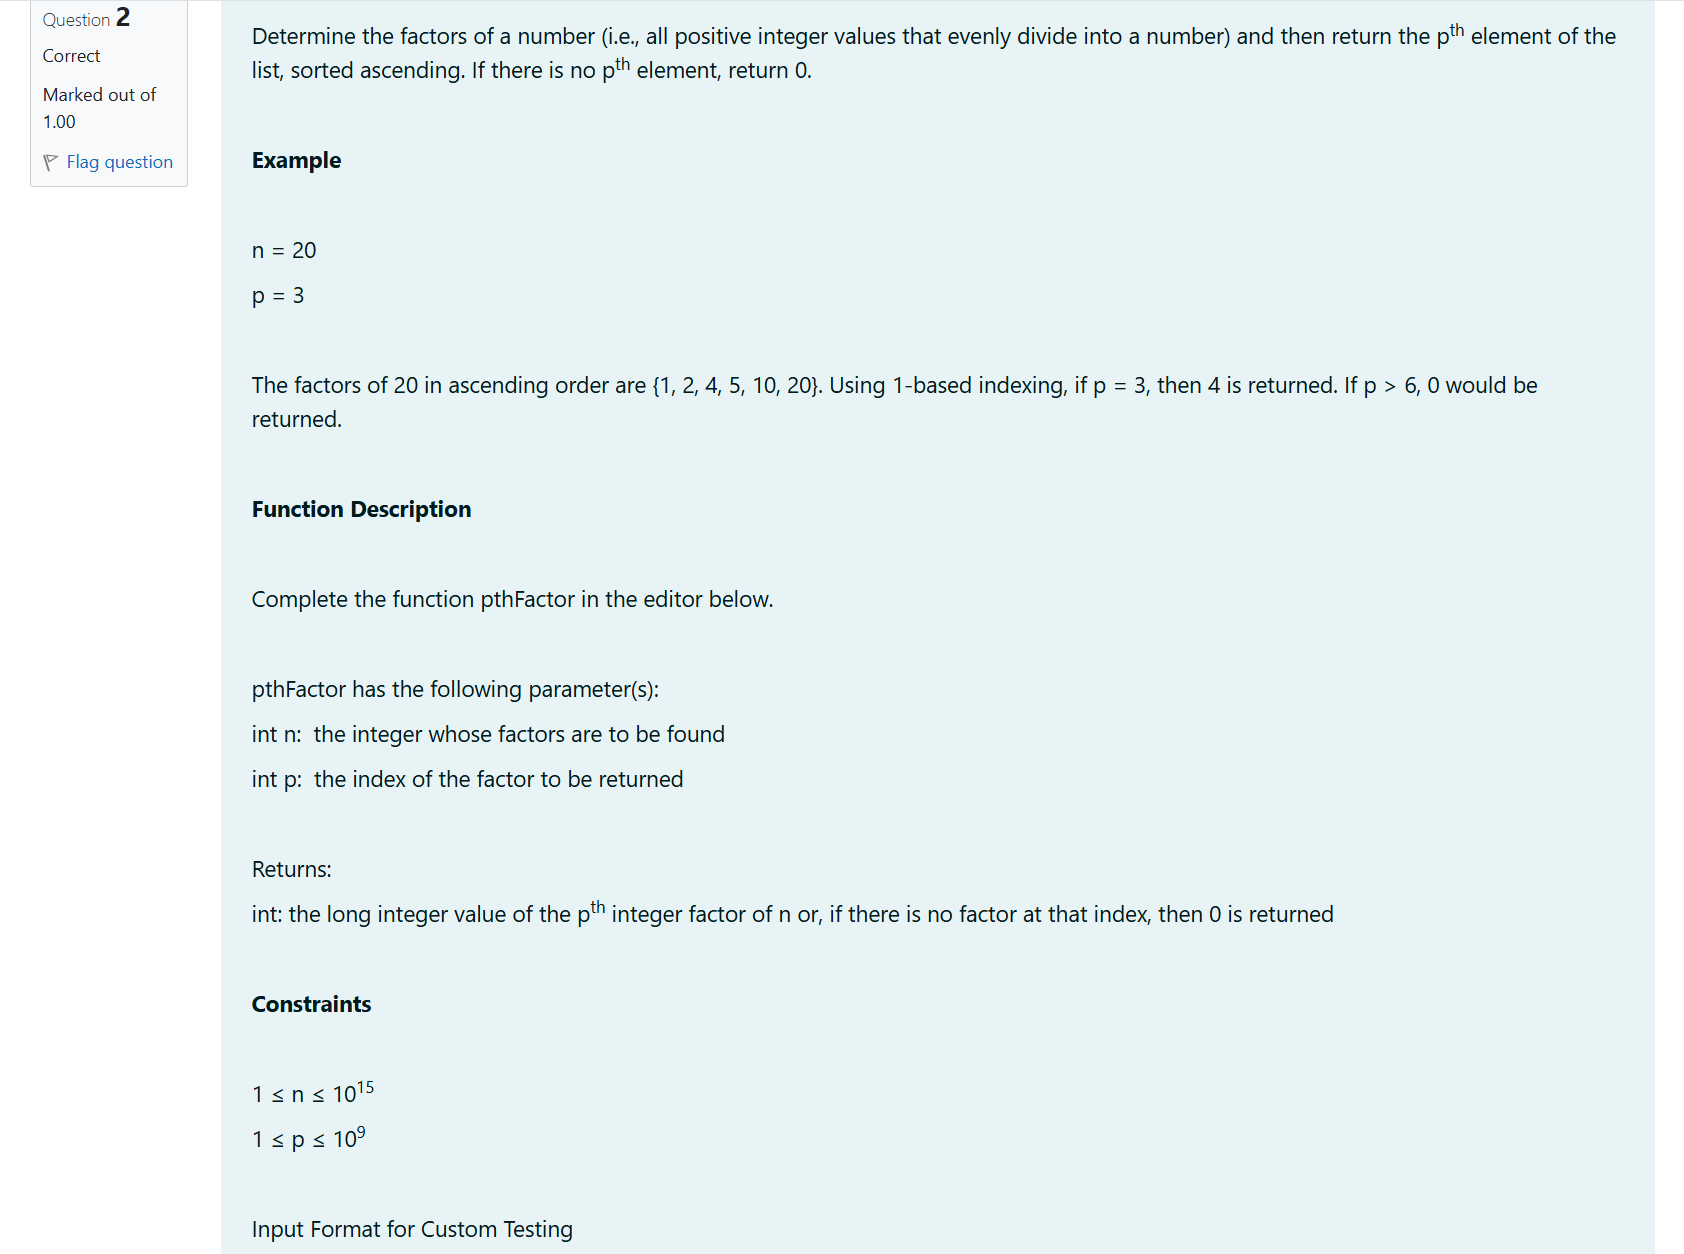 Question 2
Correct
Marked out of
1.00
Flag question
Determine the factors of a number (i.e., all positive integer values that evenly divide into a number) and then return the pth element of the
list, sorted ascending. If there is no pth element, return 0.
Example
n = 20
p = 3
The factors of 20 in ascending order are {1, 2, 4, 5, 10, 20}. Using 1-based indexing, if p = 3, then 4 is returned. If p > 6, 0 would be
returned.
Function Description
Complete the function pthFactor in the editor below.
pthFactor has the following parameter(s):
int n:  the integer whose factors are to be found
int p:  the index of the factor to be returned
Returns:
int: the long integer value of the pth integer factor of n or, if there is no factor at that index, then 0 is returned
Constraints
1 ≤ n ≤ 10¹⁵
1 ≤ p ≤ 10⁹
Input Format for Custom Testing